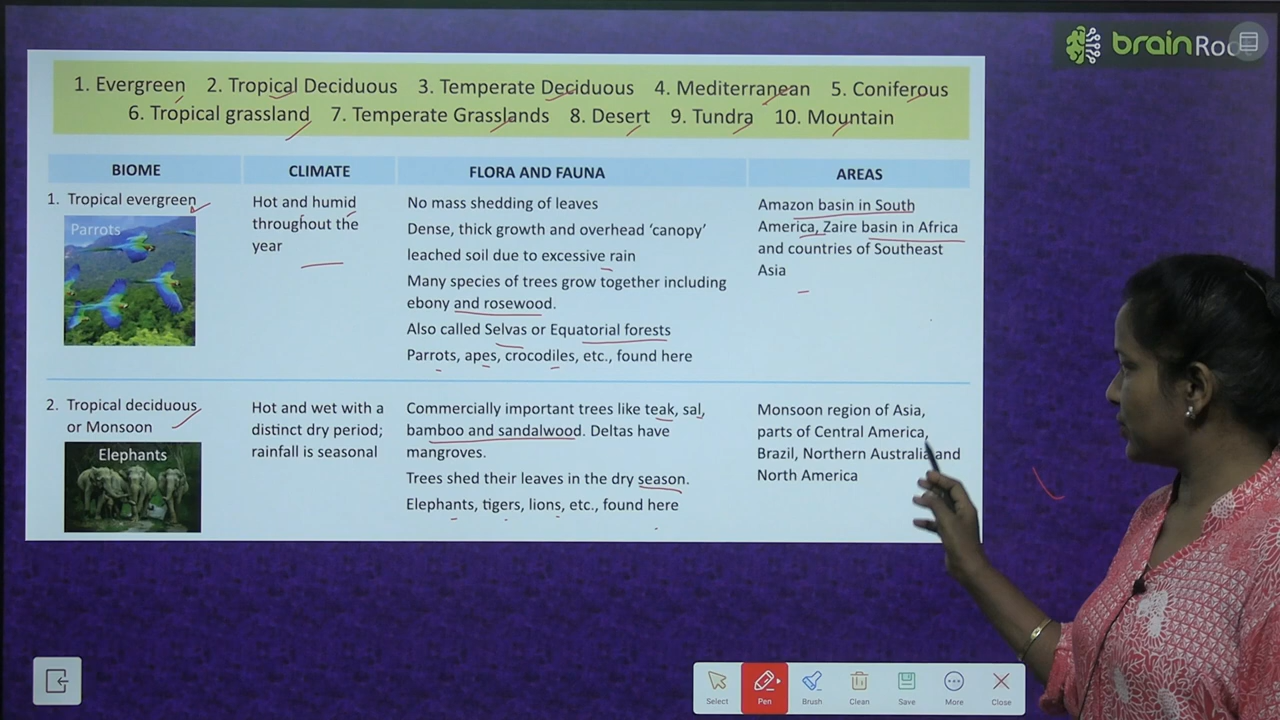 brainRoot
1. Evergreen 2. Tropical Deciduous 3. Temperate Deciduous 4. Mediterranean 5. Coniferous
6. Tropical grassland 7. Temperate Grasslands 8. Desert 9. Tundra 10. Mountain
BIOME CLIMATE FLORA AND FAUNA AREAS
1. Tropical evergreen
Parrots
Hot and humid
throughout the
year
No mass shedding of leaves
Dense, thick growth and overhead ‘canopy’
leached soil due to excessive rain
Many species of trees grow together including
ebony and rosewood.
Also called Selvas or Equatorial forests
Parrots, apes, crocodiles, etc., found here
Amazon basin in South
America, Zaire basin in Africa
and countries of Southeast
Asia
2. Tropical deciduous
or Monsoon
Elephants
Hot and wet with a
distinct dry period;
rainfall is seasonal
Commercially important trees like teak, sal,
bamboo and sandalwood. Deltas have
mangroves.
Trees shed their leaves in the dry season.
Elephants, tigers, lions, etc., found here
Monsoon region of Asia,
parts of Central America,
Brazil, Northern Australia and
North America
Select Pen Brush Clean Save More Close